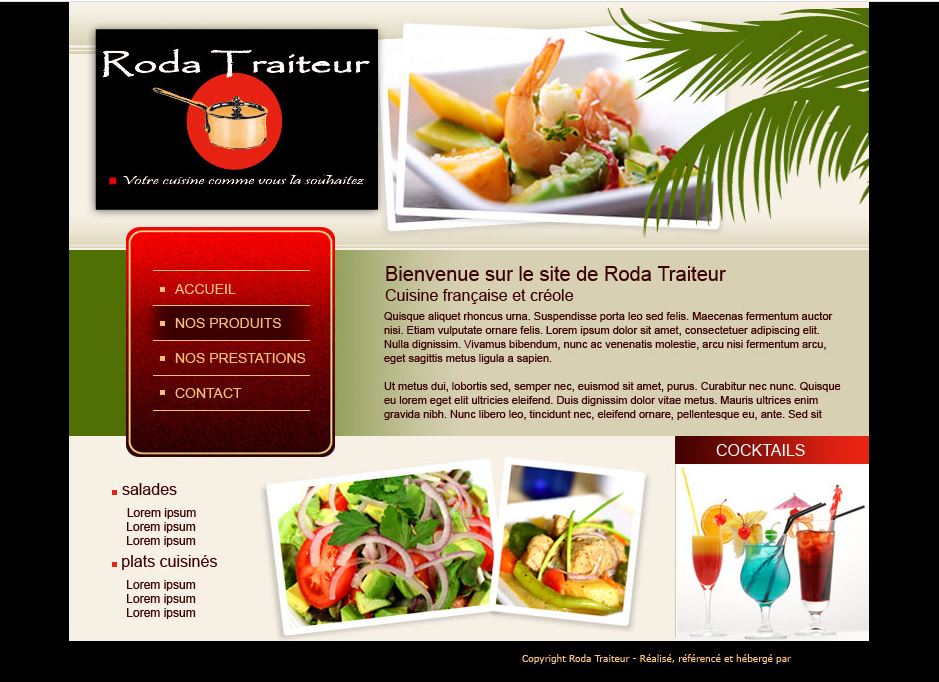 Roda Traiteur
Votre cuisine comme vous la souhaitez
ACCUEIL
NOS PRODUITS
NOS PRESTATIONS
CONTACT
Bienvenue sur le site de Roda Traiteur
Cuisine française et créole
Quisque aliquet rhoncus urna. Suspendisse porta leo sed felis. Maecenas fermentum auctor
nisi. Etiam vulputate ornare felis. Lorem ipsum dolor sit amet, consectetuer adipiscing elit.
Nulla dignissim. Vivamus bibendum, nunc ac venenatis molestie, arcu nisi fermentum arcu,
eget sagittis metus ligula a sapien.
Ut metus dui, lobortis sed, semper nec, euismod sit amet, purus. Curabitur nec nunc. Quisque
eu lorem eget elit ultricies eleifend. Duis dignissim dolor vitae metus. Mauris ultrices enim
gravida nibh. Nunc libero leo, tincidunt nec, eleifend ornare, pellentesque eu, ante. Sed sit
salades
Lorem ipsum
Lorem ipsum
Lorem ipsum
plats cuisinés
Lorem ipsum
Lorem ipsum
Lorem ipsum
COCKTAILS
Copyright Roda Traiteur - Réalisé, référencé et hébergé par